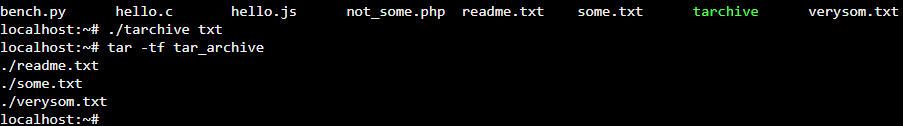 bench.py hello.c hello.js not_some.php readme.txt some.txt tarchive verysom.txt
localhost:~# ./tarchive txt
localhost:~# tar -tf tar_archive
./readme.txt
./some.txt
./verysom.txt
localhost:~#